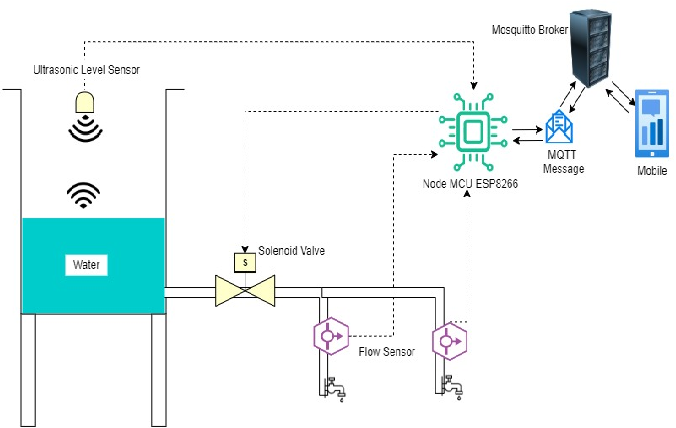 Mosquitto Broker
Ultrasonic Level Sensor
MQTT
Message
Mobile
Node MCU ESP8266
Solenoid Valve
S
Water
Flow Sensor